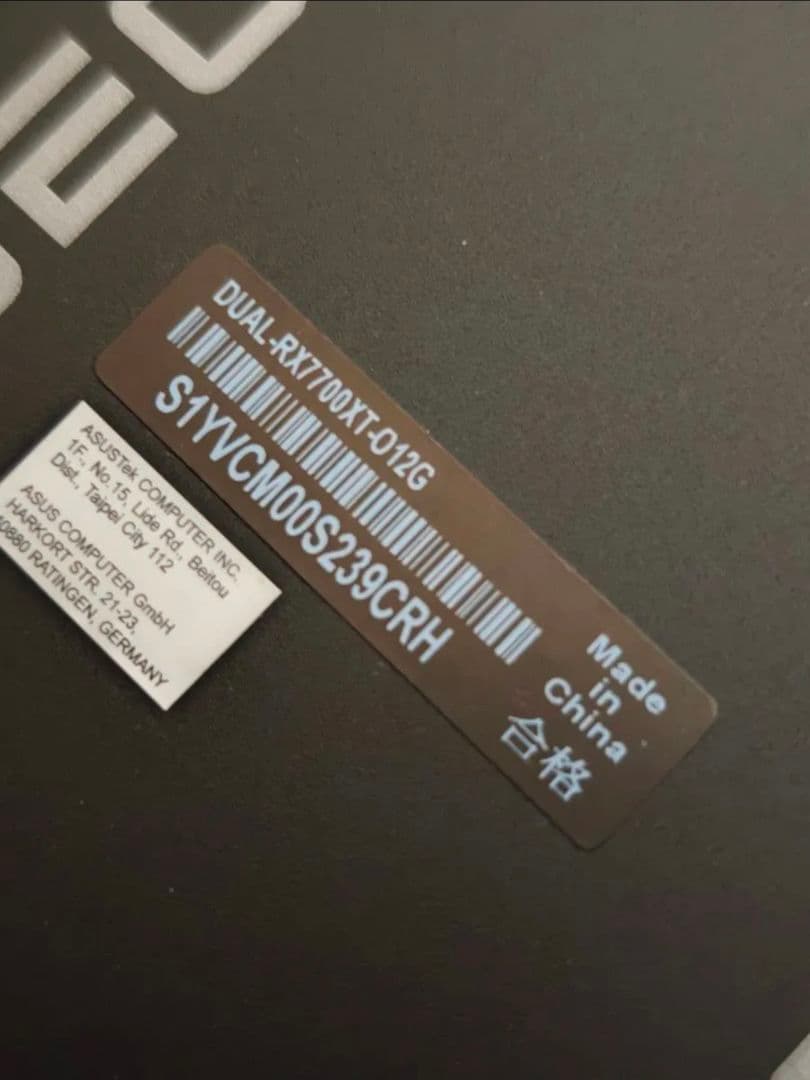 DUAL-RX7700XT-O12G
S1YVCM00S239CRH
Made
in
China
合格
ASUSTek COMPUTER INC.
1F., No.15, Lide Rd., Beitou
Dist., Taipei City 112
ASUS COMPUTER GmbH
HARKORT STR. 21-23,
40880 RATINGEN, GERMANY